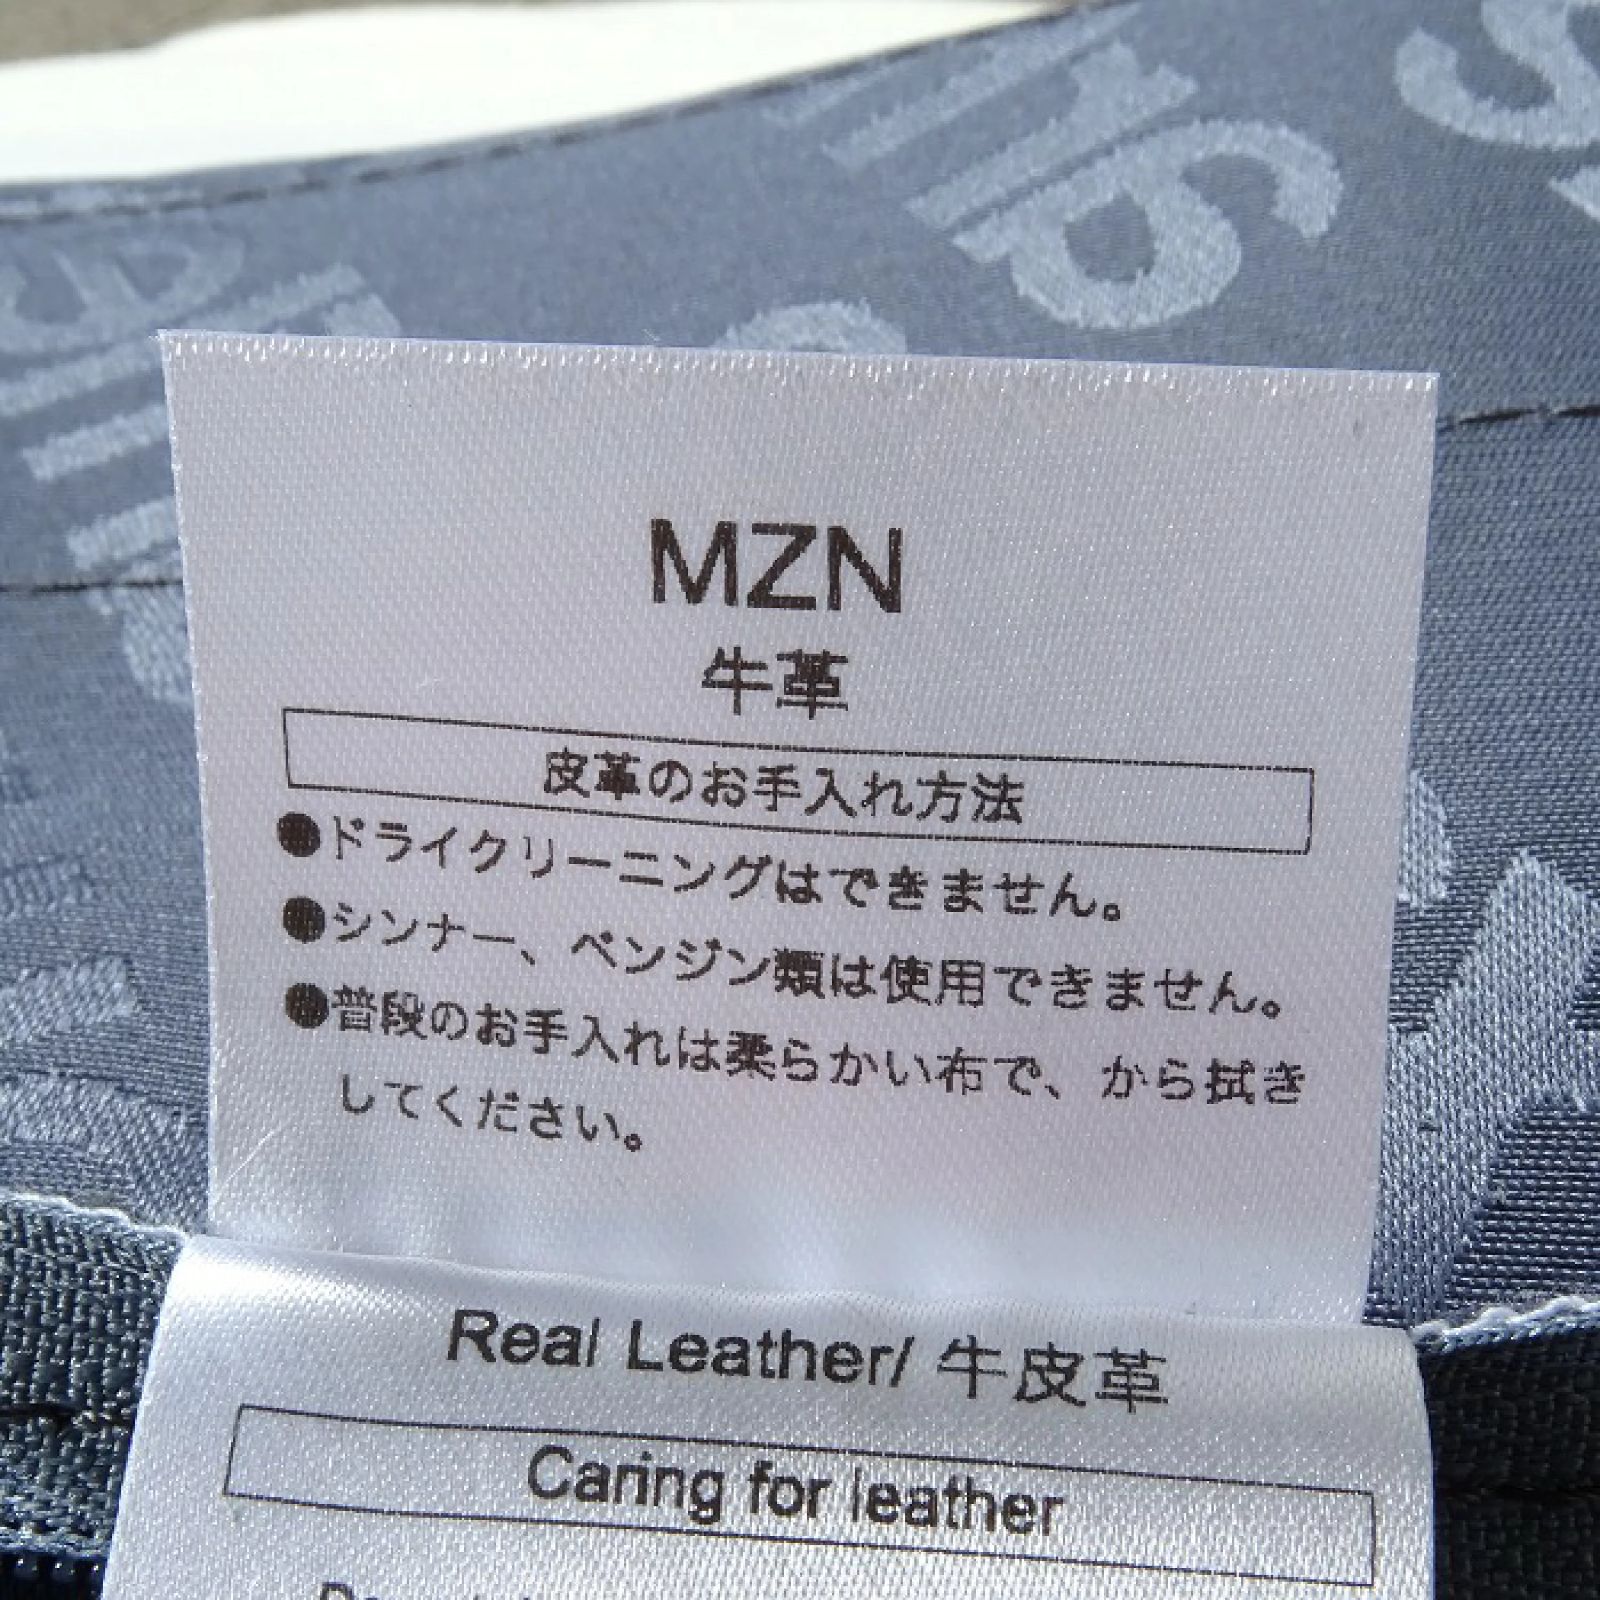 MZN
牛革
皮革のお手入れ方法
●ドライクリーニングはできません。
●シンナー、ベンジン類は使用できません。
●普段のお手入れは柔らかい布で、から拭き
してください。
Real Leather/ 牛皮革
Caring for leather